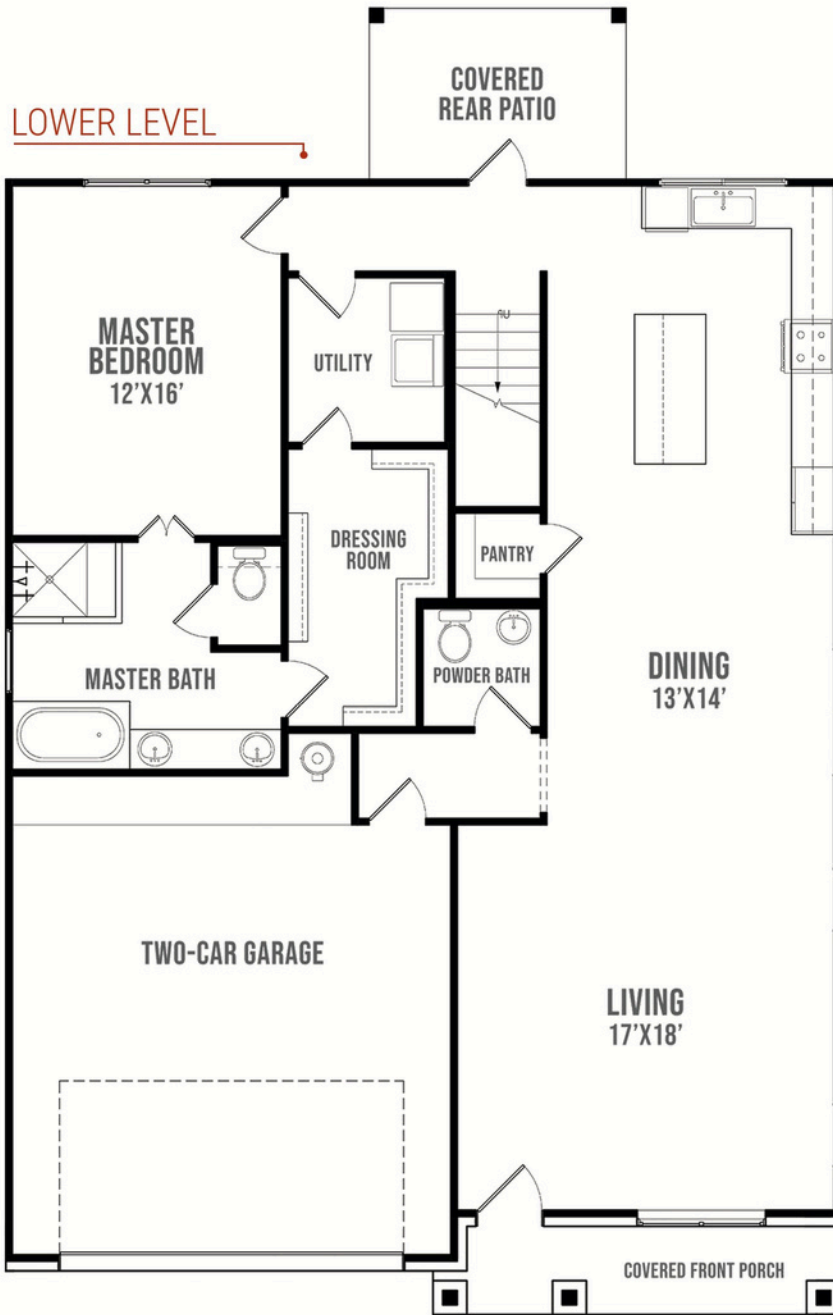 COVERED
REAR PATIO
LOWER LEVEL
UP
MASTER
BEDROOM
12'X16'
UTILITY
DRESSING
ROOM
PANTRY
MASTER BATH
POWDER BATH
DINING
13'X14'
TWO-CAR GARAGE
LIVING
17'X18'
COVERED FRONT PORCH